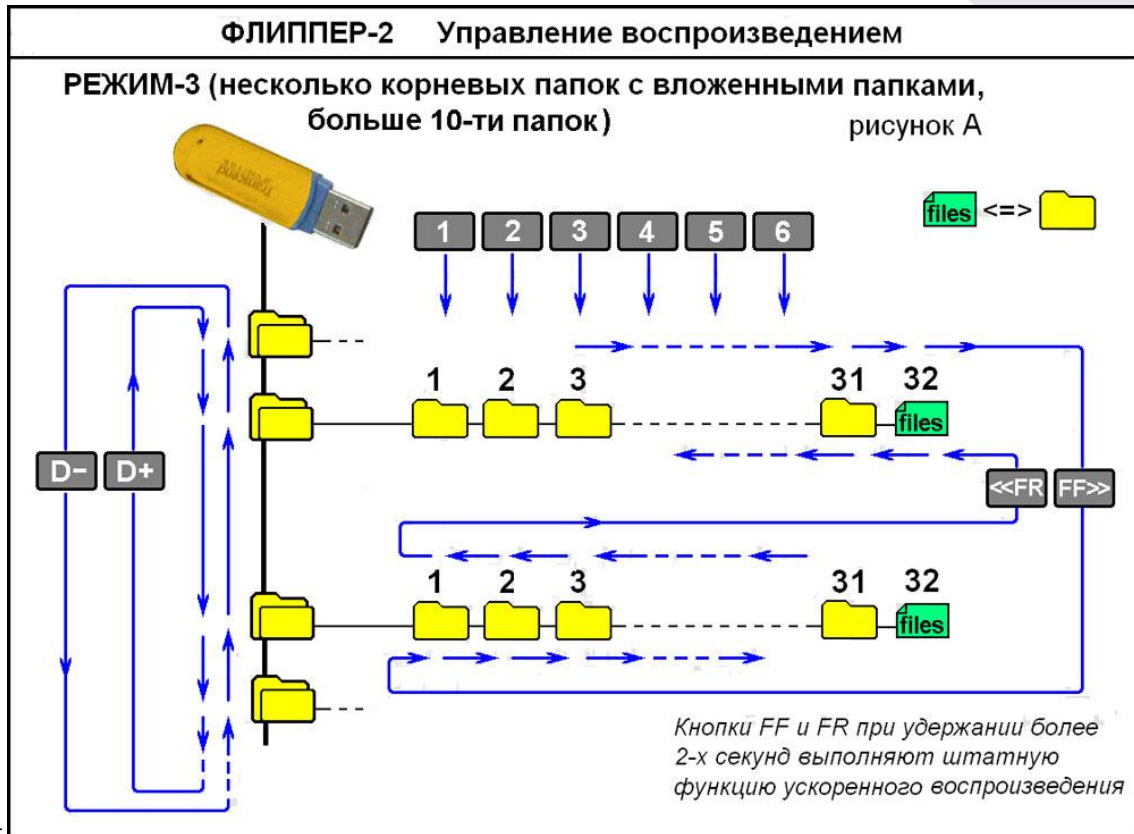 ФЛИППЕР-2 Управление воспроизведением
РЕЖИМ-3 (несколько корневых папок с вложенными папками,
больше 10-ти папок)
рисунок А
Transcend
files <=>
1 2 3 4 5 6
1 2 3 31 32
files
D− D+
<<FR FF>>
1 2 3 31 32
files
Кнопки FF и FR при удержании более
2-х секунд выполняют штатную
функцию ускоренного воспроизведения